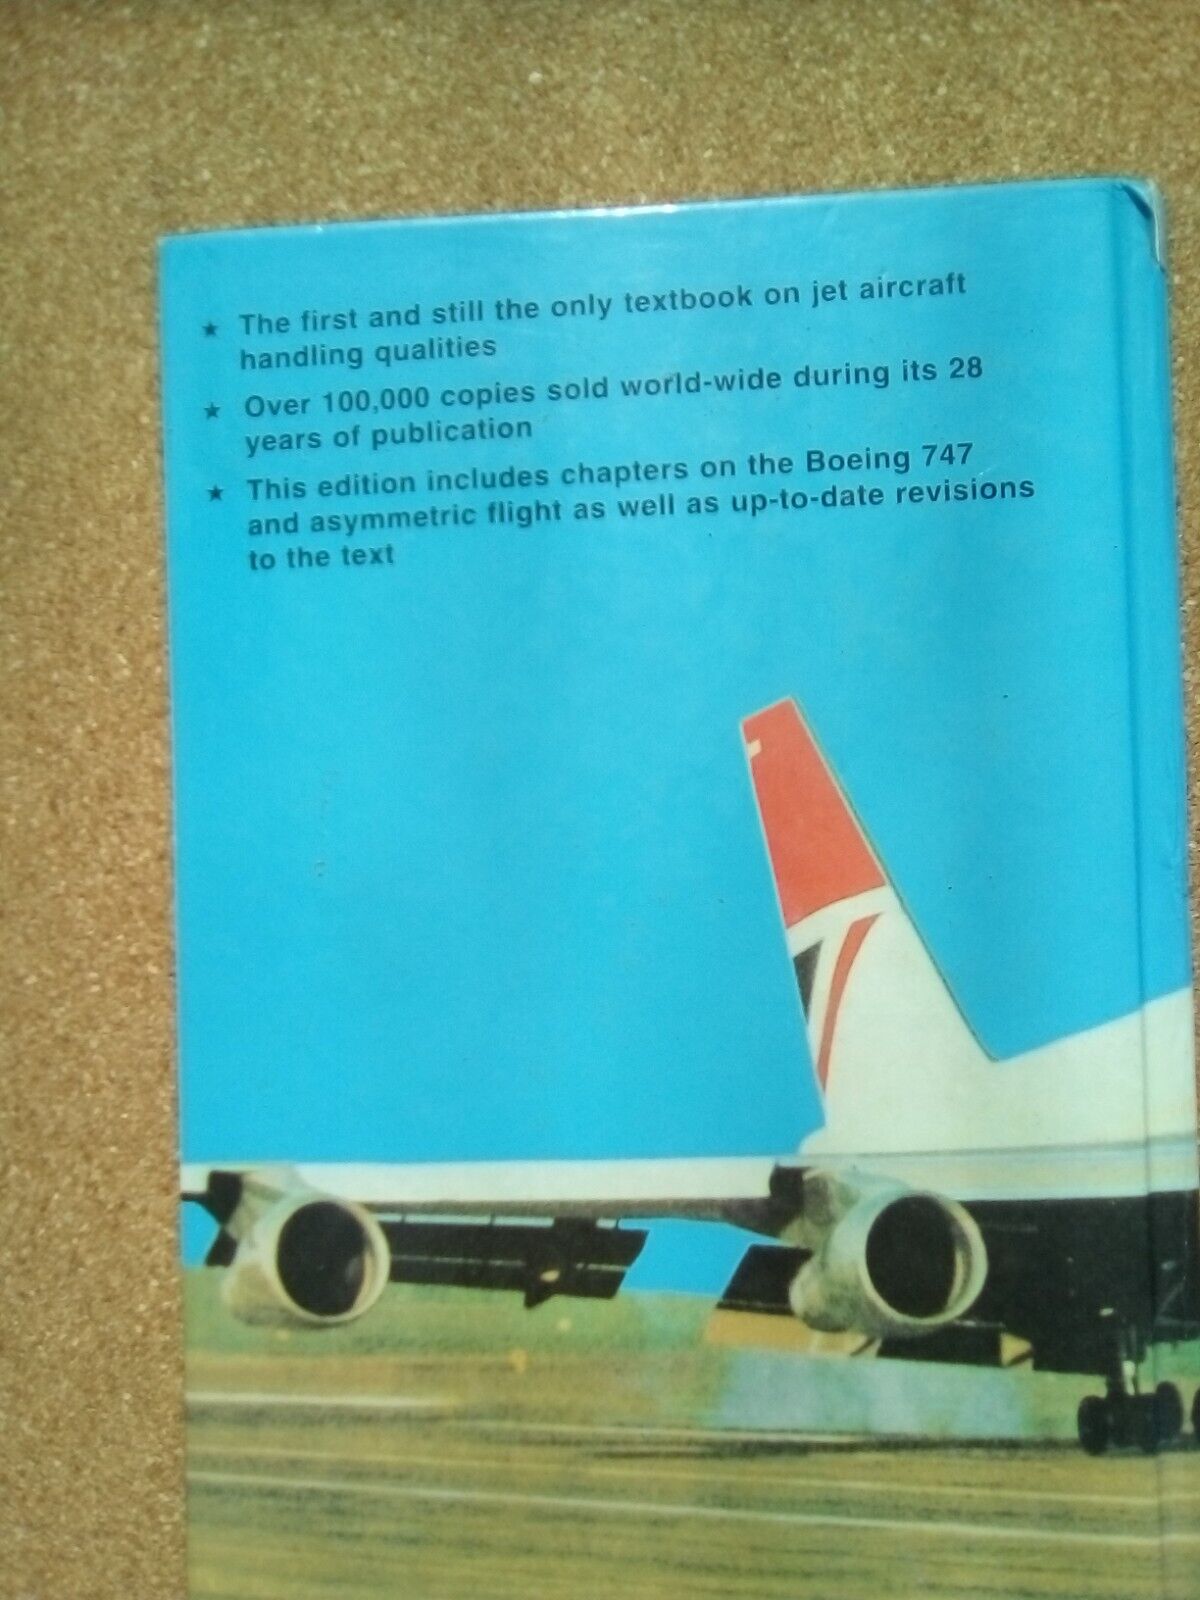 ★ The first and still the only textbook on jet aircraft
handling qualities
★ Over 100,000 copies sold world-wide during its 28
years of publication
★ This edition includes chapters on the Boeing 747
and asymmetric flight as well as up-to-date revisions
to the text